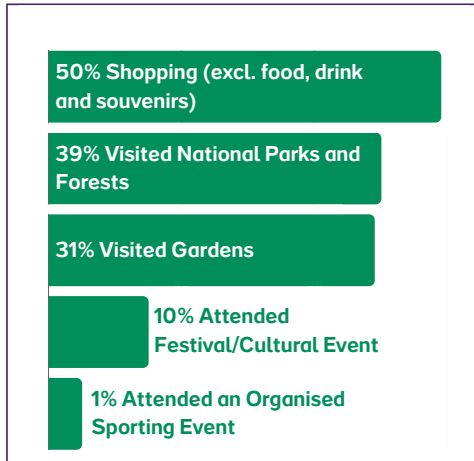 50% Shopping (excl. food, drink
and souvenirs)
39% Visited National Parks and
Forests
31% Visited Gardens
10% Attended
Festival/Cultural Event
1% Attended an Organised
Sporting Event